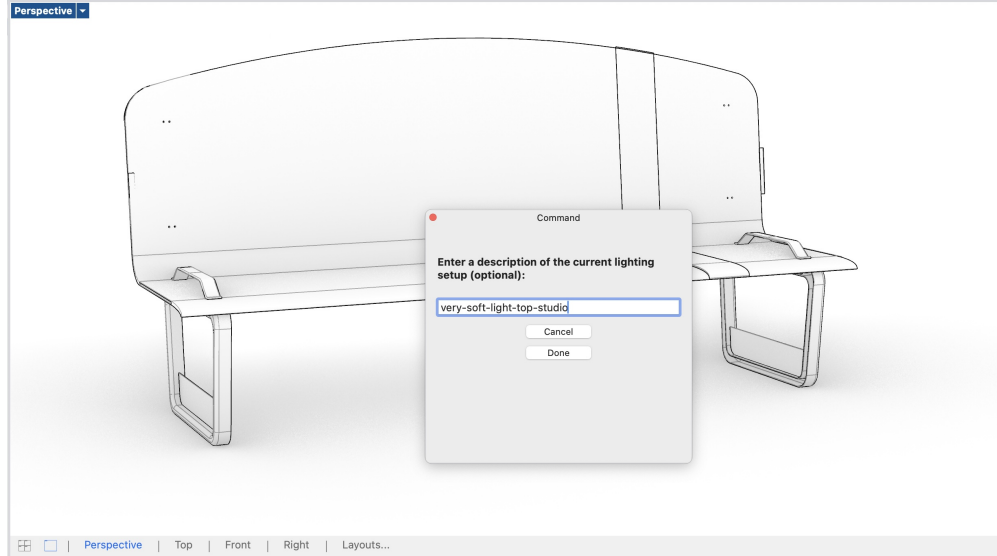 Perspective
Command
Enter a description of the current lighting
setup (optional):
very-soft-light-top-studio
Cancel
Done
Perspective | Top | Front | Right | Layouts...